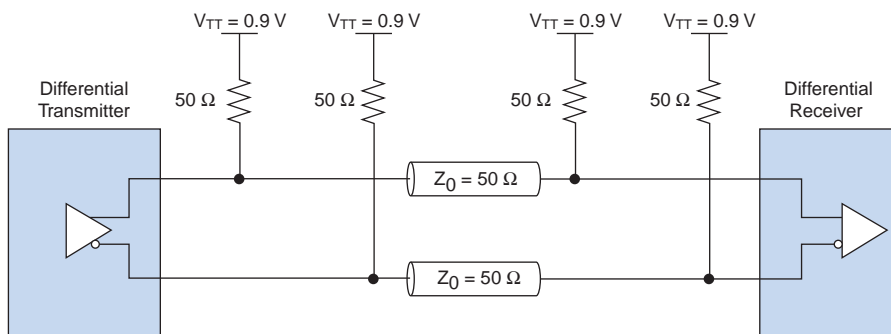 V_TT = 0.9 V V_TT = 0.9 V V_TT = 0.9 V V_TT = 0.9 V
Differential
Transmitter
Differential
Receiver
50 Ω 50 Ω 50 Ω 50 Ω
Z_0 = 50 Ω
Z_0 = 50 Ω